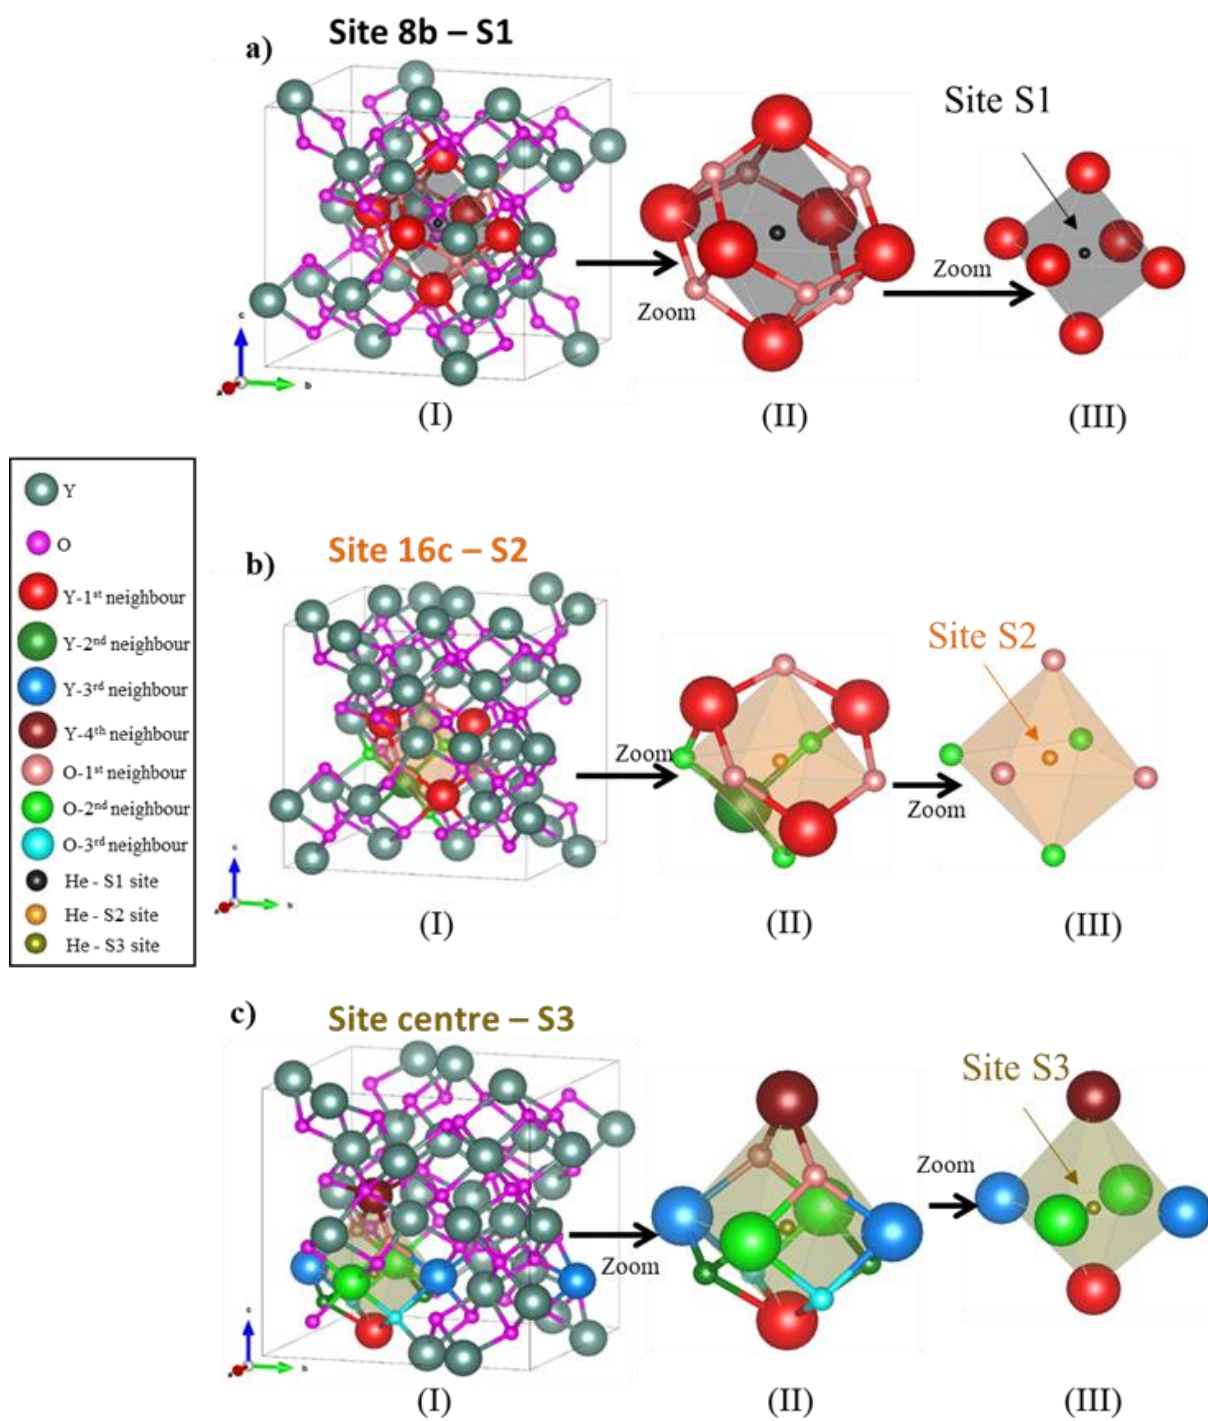 a)
Site 8b – S1
Site S1
Zoom
Zoom
c
a
b
(I)
(II)
(III)
Y
O
Y-1st neighbour
Y-2nd neighbour
Y-3rd neighbour
Y-4th neighbour
O-1st neighbour
O-2nd neighbour
O-3rd neighbour
He - S1 site
He - S2 site
He - S3 site
b)
Site 16c – S2
Site S2
Zoom
Zoom
c
a
b
(I)
(II)
(III)
c)
Site centre – S3
Site S3
Zoom
Zoom
c
a
b
(I)
(II)
(III)